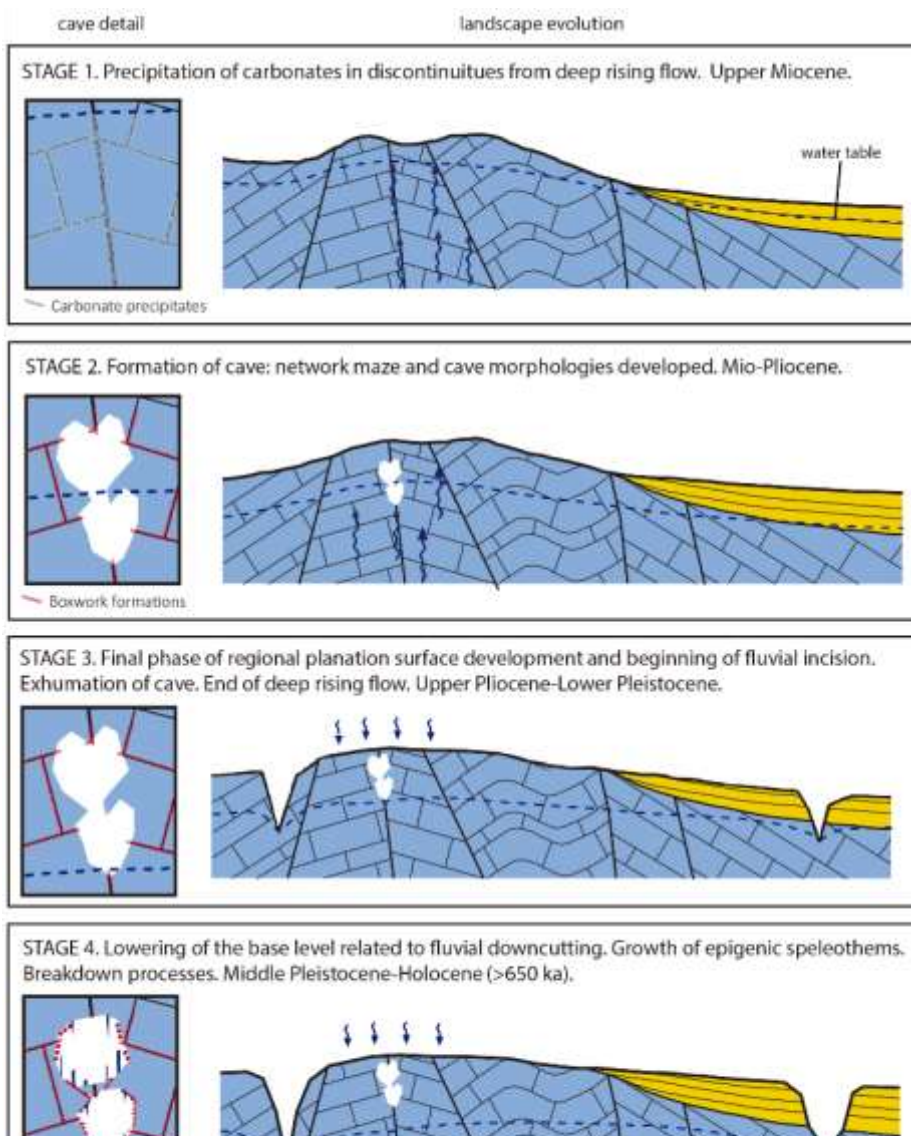 cave detail
landscape evolution
STAGE 1. Precipitation of carbonates in discontinuitues from deep rising flow. Upper Miocene.
water table
Carbonate precipitates
STAGE 2. Formation of cave: network maze and cave morphologies developed. Mio-Pliocene.
Boxwork formations
STAGE 3. Final phase of regional planation surface development and beginning of fluvial incision.
Exhumation of cave. End of deep rising flow. Upper Pliocene-Lower Pleistocene.
STAGE 4. Lowering of the base level related to fluvial downcutting. Growth of epigenic speleothems.
Breakdown processes. Middle Pleistocene-Holocene (>650 ka).